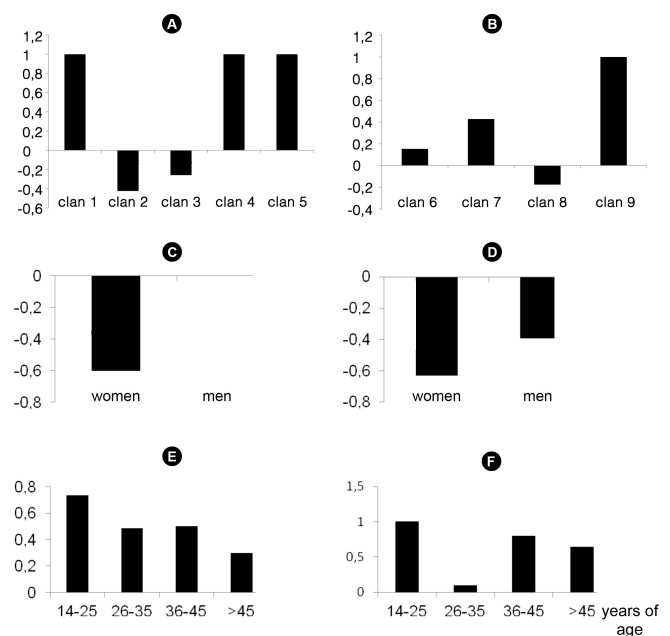 A
1,2
1
0,8
0,6
0,4
0,2
0
-0,2
-0,4
-0,6
clan 1 clan 2 clan 3 clan 4 clan 5
B
1,2
1
0,8
0,6
0,4
0,2
0
-0,2
-0,4
clan 6 clan 7 clan 8 clan 9
C
0
-0,2
-0,4
-0,6
-0,8
women men
D
0
-0,2
-0,4
-0,6
-0,8
women men
E
0,8
0,6
0,4
0,2
0
14-25 26-35 36-45 >45
F
1,5
1
0,5
0
14-25 26-35 36-45 >45 years of
age